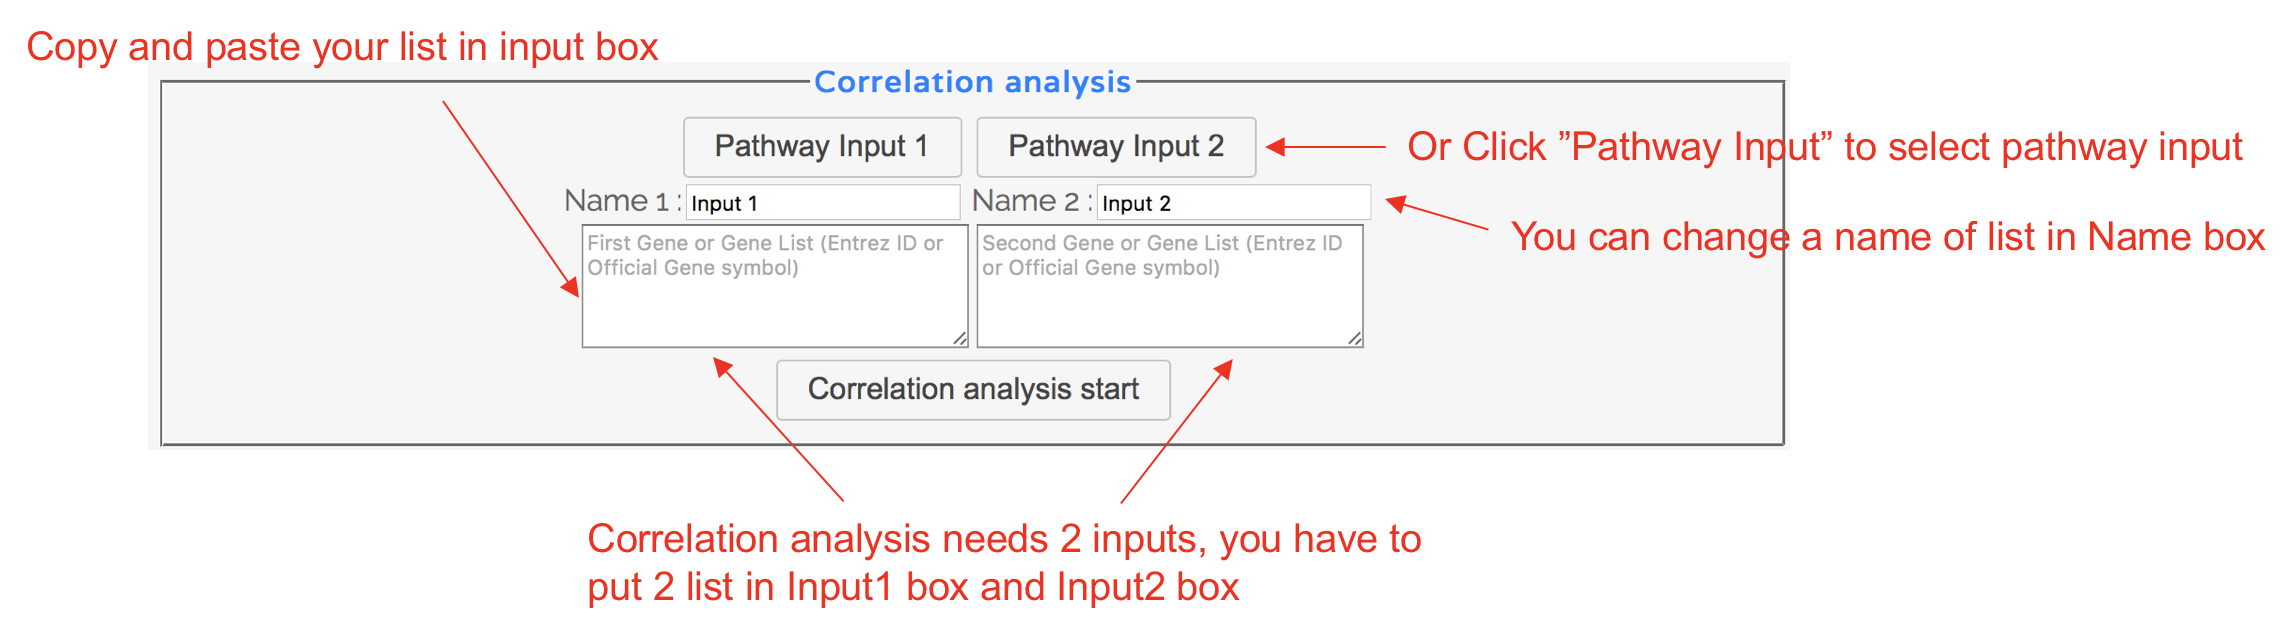 Copy and paste your list in input box
Correlation analysis
Pathway Input 1
Pathway Input 2
Or Click ”Pathway Input” to select pathway input
Name 1 : Input 1
Name 2 : Input 2
You can change a name of list in Name box
First Gene or Gene List (Entrez ID or
Official Gene symbol)
Second Gene or Gene List (Entrez ID
or Official Gene symbol)
Correlation analysis start
Correlation analysis needs 2 inputs, you have to
put 2 list in Input1 box and Input2 box